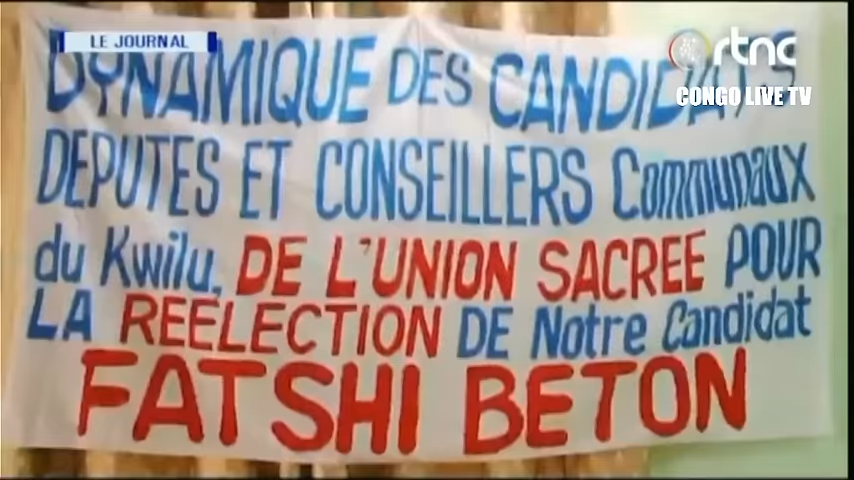 LE JOURNAL
rtnc
CONGO LIVE TV
DYNAMIQUE DES CANDIDATS
DEPUTES ET CONSEILLERS Communaux
du Kwilu, DE L'UNION SACREE POUR
LA REELECTION DE Notre Candidat
FATSHI BETON